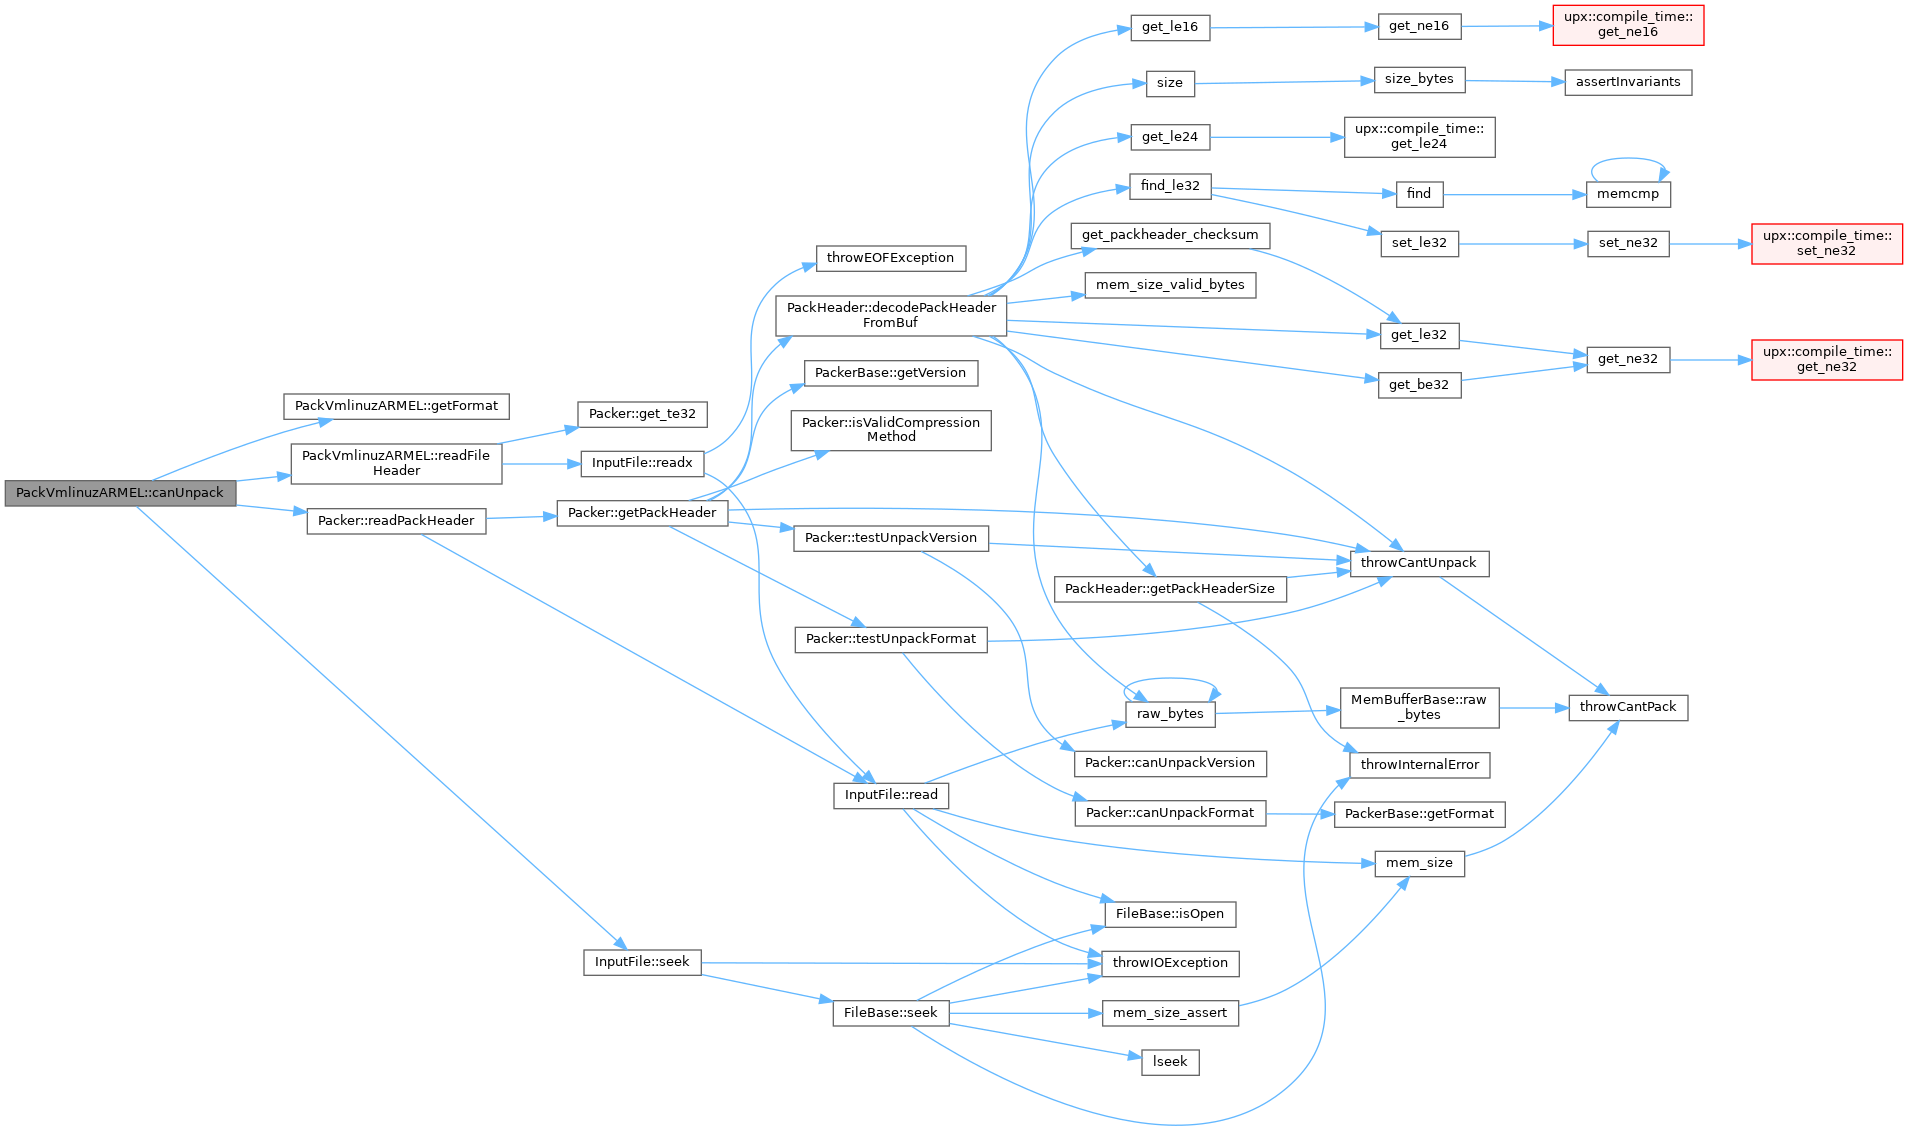 PackVmlinuzARMEL::canUnpack
PackVmlinuzARMEL::getFormat
PackVmlinuzARMEL::readFile
Header
Packer::readPackHeader
Packer::get_te32
InputFile::readx
Packer::getPackHeader
InputFile::seek
throwEOFException
PackHeader::decodePackHeader
FromBuf
PackerBase::getVersion
Packer::isValidCompression
Method
Packer::testUnpackVersion
Packer::testUnpackFormat
InputFile::read
FileBase::seek
get_le16
size
get_le24
find_le32
get_packheader_checksum
mem_size_valid_bytes
PackHeader::getPackHeaderSize
raw_bytes
Packer::canUnpackVersion
Packer::canUnpackFormat
FileBase::isOpen
throwIOException
mem_size_assert
lseek
get_ne16
size_bytes
upx::compile_time::
get_le24
find
set_le32
get_le32
get_be32
throwCantUnpack
MemBufferBase::raw
_bytes
throwInternalError
PackerBase::getFormat
mem_size
upx::compile_time::
get_ne16
assertInvariants
memcmp
set_ne32
get_ne32
throwCantPack
upx::compile_time::
set_ne32
upx::compile_time::
get_ne32